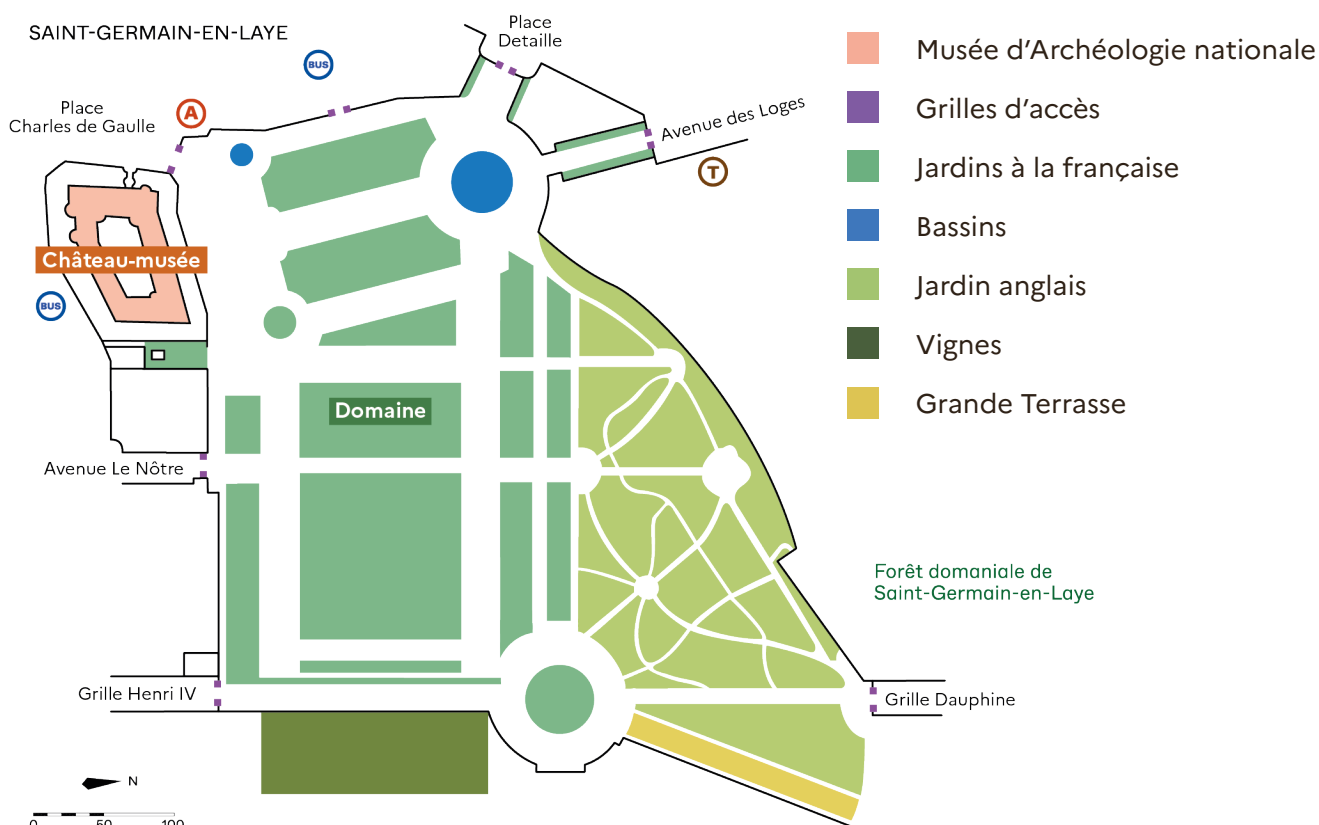 SAINT-GERMAIN-EN-LAYE
Place
Detaille
BUS
Place
Charles de Gaulle
A
Avenue des Loges
T
Château-musée
BUS
Domaine
Avenue Le Nôtre
Grille Henri IV
Grille Dauphine
Forêt domaniale de
Saint-Germain-en-Laye
N
0 50 100
Musée d'Archéologie nationale
Grilles d'accès
Jardins à la française
Bassins
Jardin anglais
Vignes
Grande Terrasse